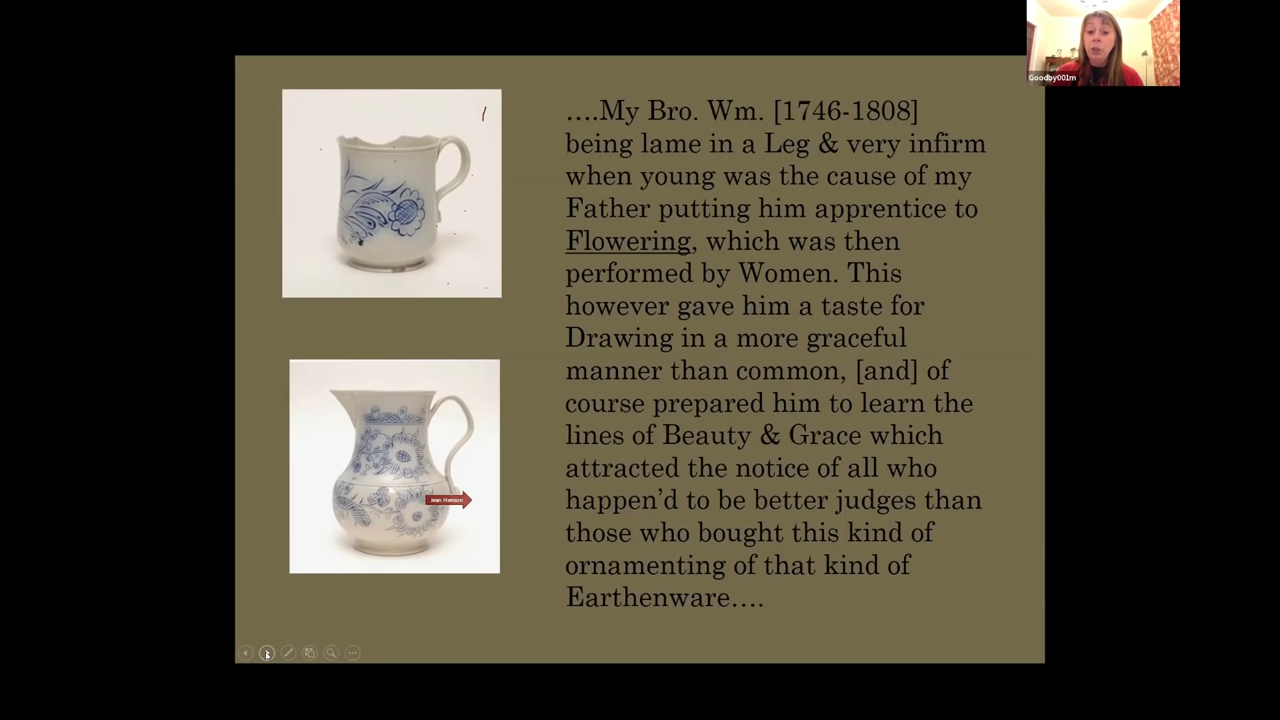 Goodby001m
….My Bro. Wm. [1746-1808]
being lame in a Leg & very infirm
when young was the cause of my
Father putting him apprentice to
Flowering, which was then
performed by Women. This
however gave him a taste for
Drawing in a more graceful
manner than common, [and] of
course prepared him to learn the
lines of Beauty & Grace which
attracted the notice of all who
happen’d to be better judges than
those who bought this kind of
ornamenting of that kind of
Earthenware….
Jean Henson